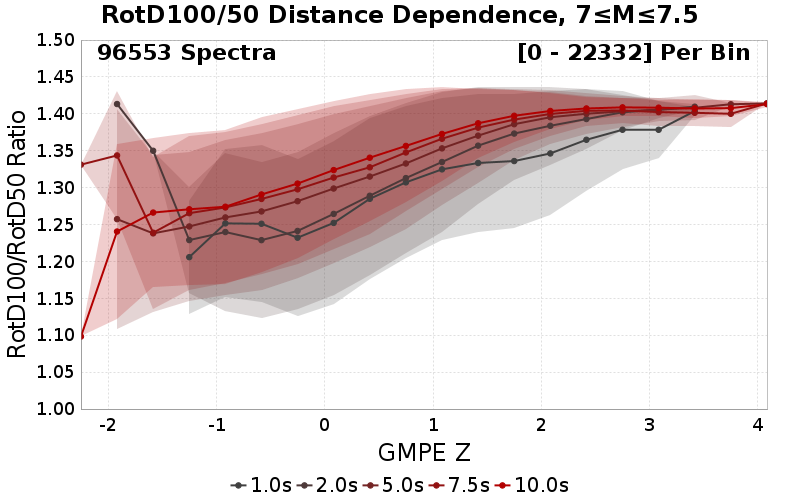 RotD100/50 Distance Dependence, 7≤M≤7.5
96553 Spectra
[0 - 22332] Per Bin
RotD100/RotD50 Ratio
1.50
1.45
1.40
1.35
1.30
1.25
1.20
1.15
1.10
1.05
1.00
-2 -1 0 1 2 3 4
GMPE Z
1.0s 2.0s 5.0s 7.5s 10.0s